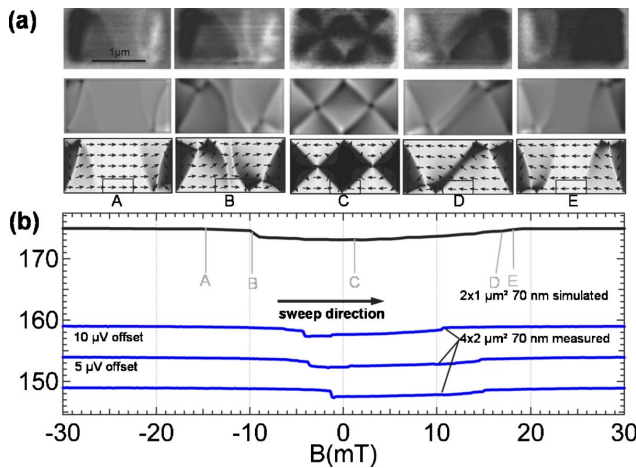 (a)
1μm
A B C D E
(b)
175
A B C D E
sweep direction
2x1 μm² 70 nm simulated
160
10 μV offset
4x2 μm² 70 nm measured
5 μV offset
150
-30 -20 -10 0 10 20 30
B(mT)